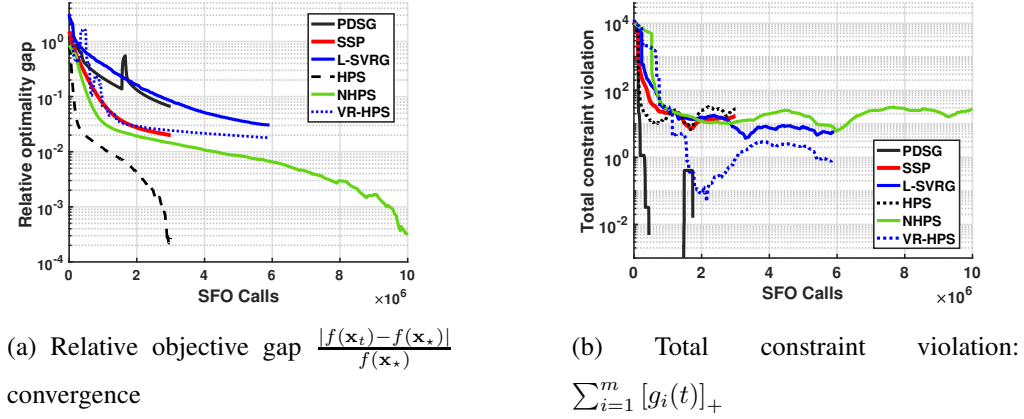 Relative optimality gap
10^0
10^-1
10^-2
10^-3
10^-4
PDSG
SSP
L-SVRG
HPS
NHPS
VR-HPS
0 2 4 6 8 10
SFO Calls
×10^6
(a) Relative objective gap |f(x_t)−f(x_⋆)| / f(x_⋆)
convergence
Total constraint violation
10^4
10^2
10^0
10^-2
PDSG
SSP
L-SVRG
HPS
NHPS
VR-HPS
0 2 4 6 8 10
SFO Calls
×10^6
(b) Total constraint violation:
∑_{i=1}^{m} [g_i(t)]_+